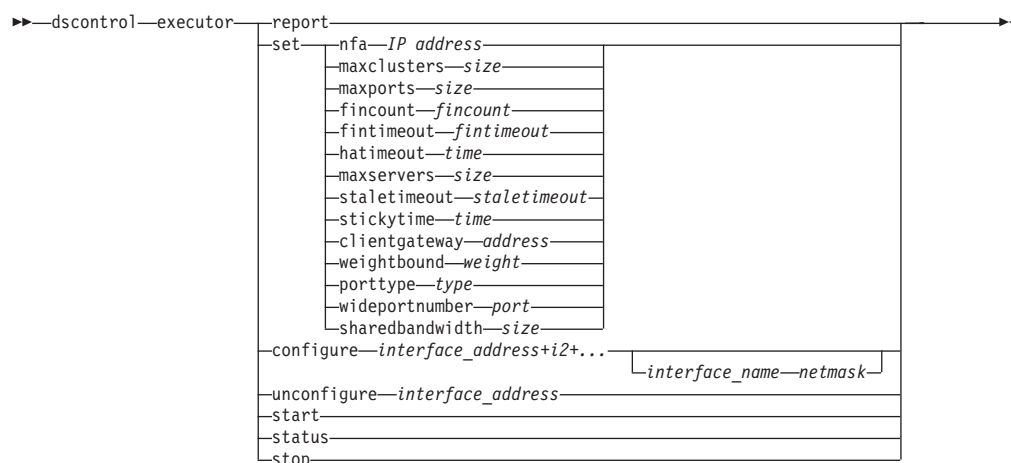 dscontrol executor report
set nfa IP address
maxclusters size
maxports size
fincount fincount
fintimeout fintimeout
hatimeout time
maxservers size
staletimeout staletimeout
stickytime time
clientgateway address
weightbound weight
porttype type
wideportnumber port
sharedbandwidth size
configure interface_address+i2+...
interface_name netmask
unconfigure interface_address
start
status
stop